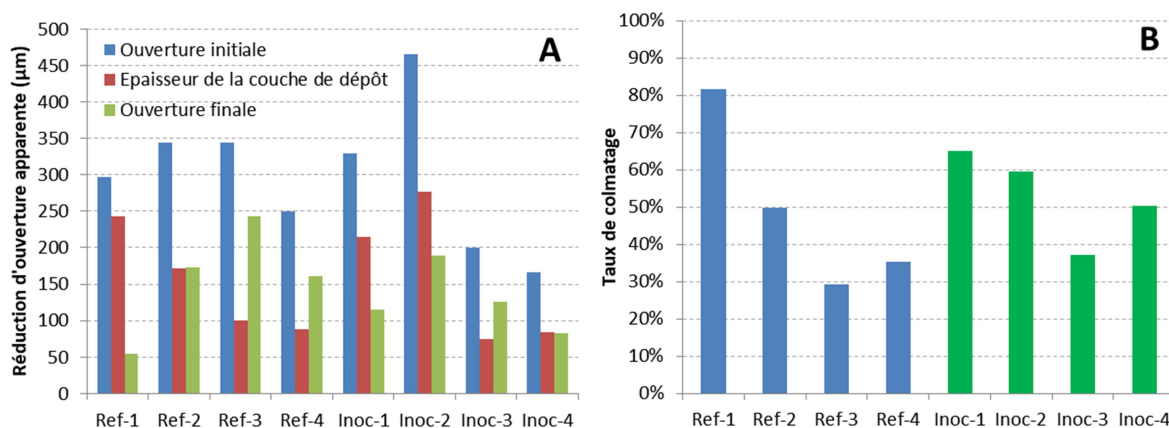 A
Réduction d'ouverture apparente (µm)
500
450
400
350
300
250
200
150
100
50
0
Ouverture initiale
Epaisseur de la couche de dépôt
Ouverture finale
Ref-1 Ref-2 Ref-3 Ref-4 Inoc-1 Inoc-2 Inoc-3 Inoc-4
B
Taux de colmatage
100%
90%
80%
70%
60%
50%
40%
30%
20%
10%
0%
Ref-1 Ref-2 Ref-3 Ref-4 Inoc-1 Inoc-2 Inoc-3 Inoc-4